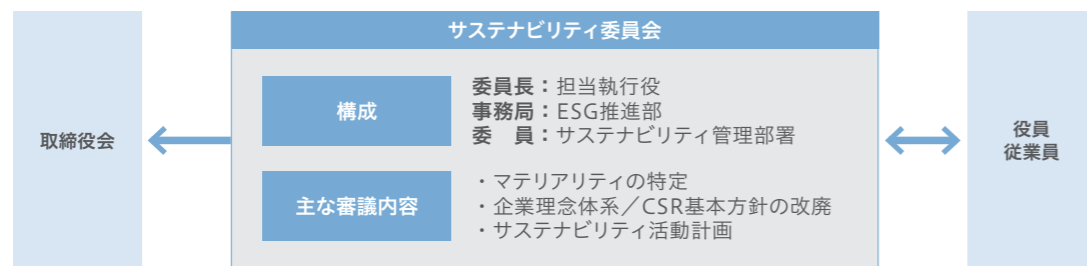 サステナビリティ委員会
取締役会
構成
委員長：担当執行役
事務局：ESG推進部
委　員：サステナビリティ管理部署
主な審議内容
・マテリアリティの特定
・企業理念体系／CSR基本方針の改廃
・サステナビリティ活動計画
役員
従業員